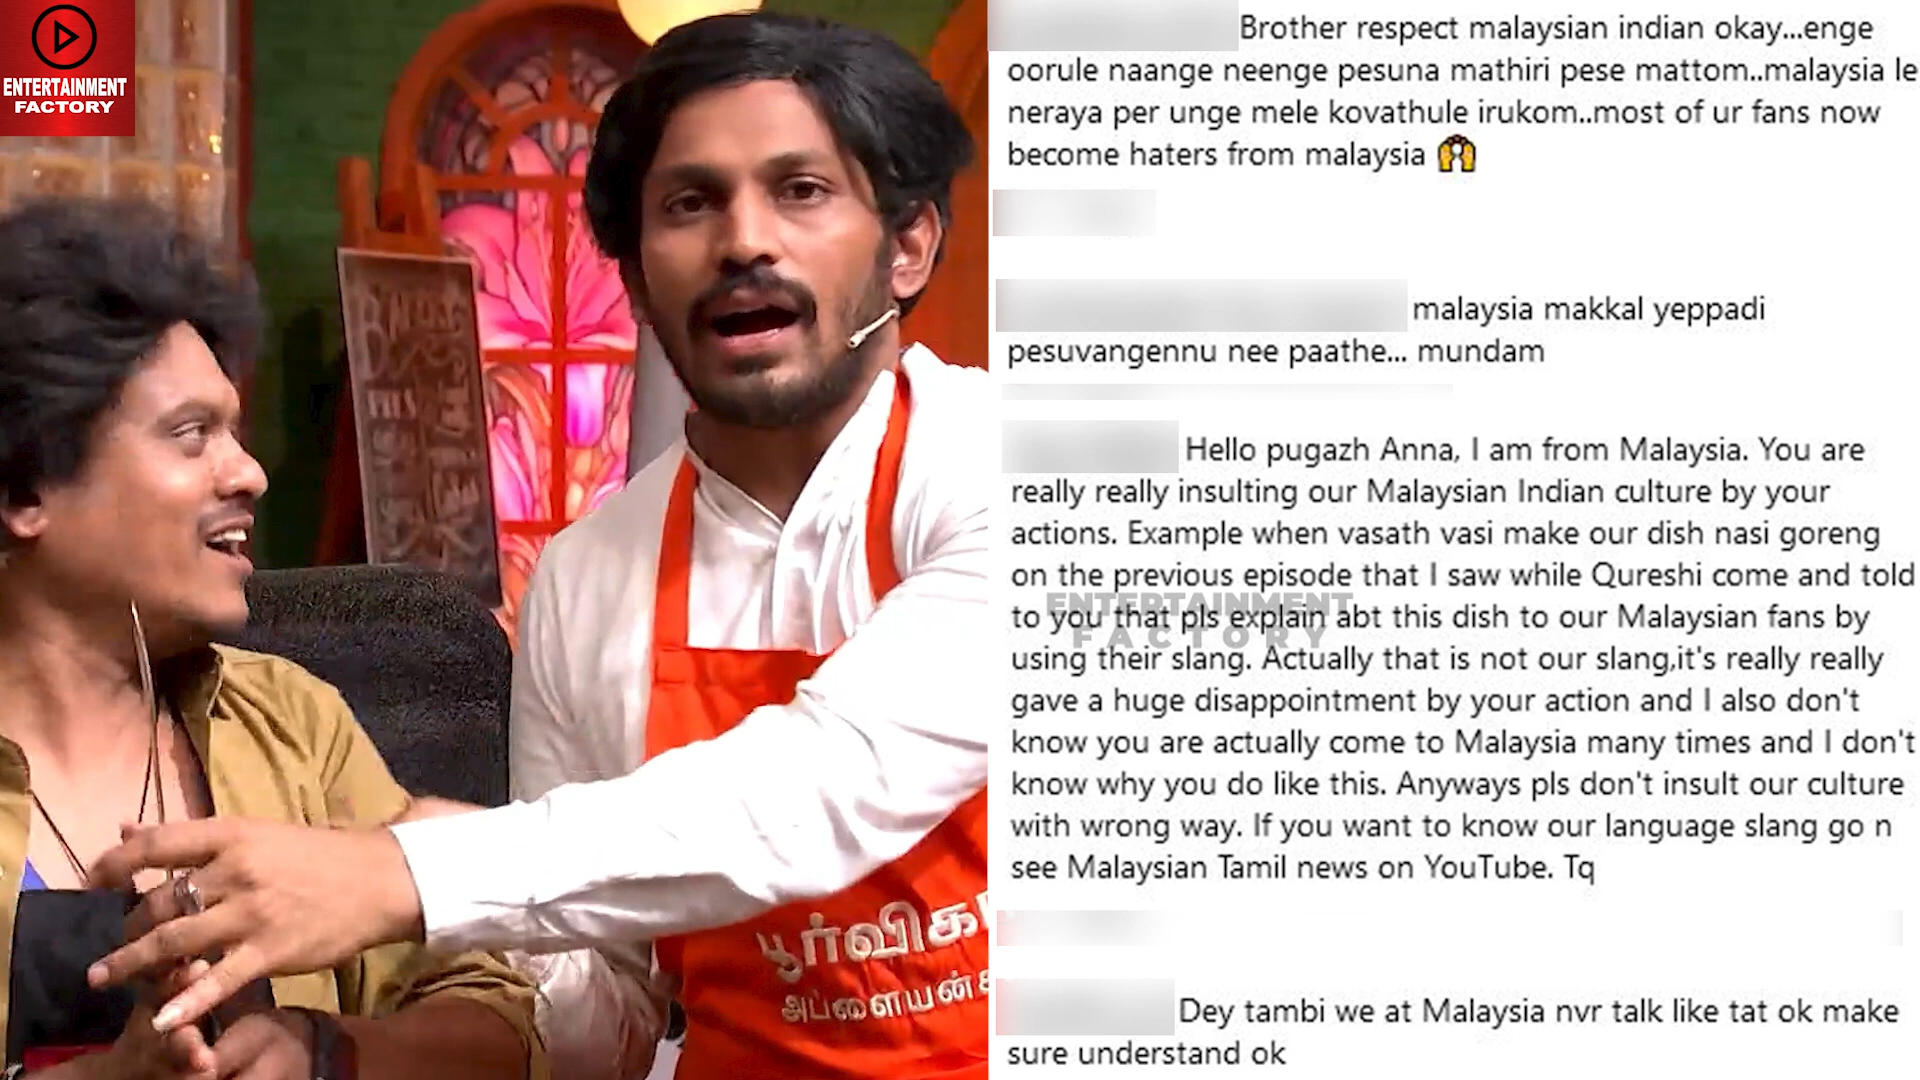 ENTERTAINMENT
FACTORY
பூர்விகா
அப்ளையன்ச
Brother respect malaysian indian okay...enge
oorule naange neenge pesuna mathiri pese mattom..malaysia le
neraya per unge mele kovathule irukom..most of ur fans now
become haters from malaysia 🙌
malaysia makkal yeppadi
pesuvangennu nee paathe... mundam
Hello pugazh Anna, I am from Malaysia. You are
really really insulting our Malaysian Indian culture by your
actions. Example when vasath vasi make our dish nasi goreng
on the previous episode that I saw while Qureshi come and told
to you that pls explain abt this dish to our Malaysian fans by
using their slang. Actually that is not our slang,it's really really
gave a huge disappointment by your action and I also don't
know you are actually come to Malaysia many times and I don't
know why you do like this. Anyways pls don't insult our culture
with wrong way. If you want to know our language slang go n
see Malaysian Tamil news on YouTube. Tq
ENTERTAINMENT
FACTORY
Dey tambi we at Malaysia nvr talk like tat ok make
sure understand ok